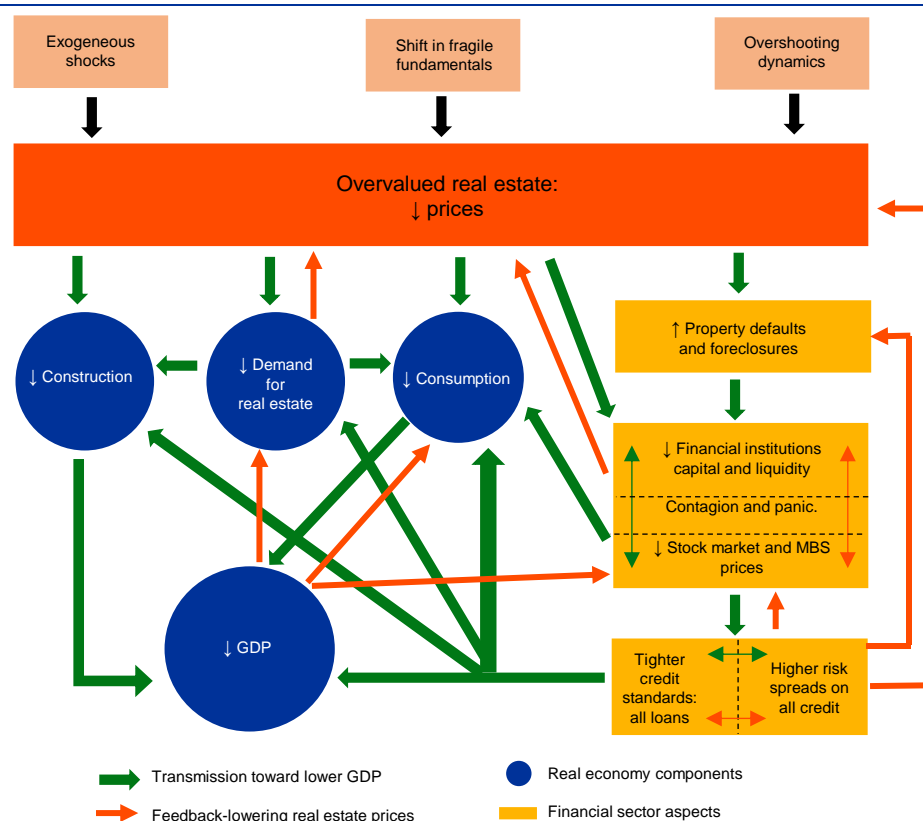 Exogeneous
shocks
Shift in fragile
fundamentals
Overshooting
dynamics
Overvalued real estate:
↓ prices
↓ Construction
↓ Demand
for
real estate
↓ Consumption
↑ Property defaults
and foreclosures
↓ Financial institutions
capital and liquidity
Contagion and panic.
↓ Stock market and MBS
prices
↓ GDP
Tighter
credit
standards:
all loans
Higher risk
spreads on
all credit
Transmission toward lower GDP
Real economy components
Feedback-lowering real estate prices
Financial sector aspects